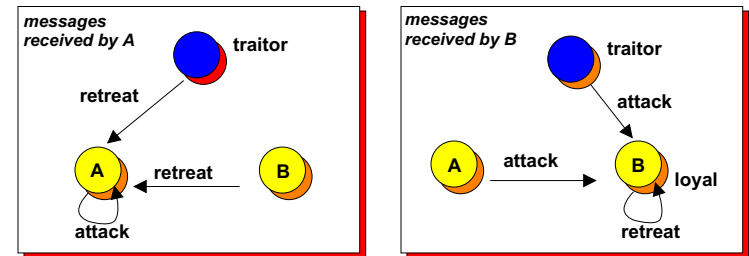 messages
received by A
traitor
retreat
A
retreat
B
attack
messages
received by B
traitor
attack
A
attack
B
loyal
retreat